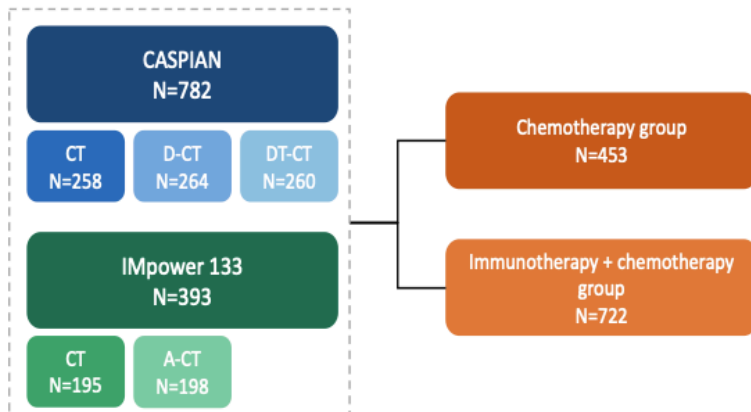 CASPIAN
N=782
CT
N=258
D-CT
N=264
DT-CT
N=260
IMpower 133
N=393
CT
N=195
A-CT
N=198
Chemotherapy group
N=453
Immunotherapy + chemotherapy
group
N=722